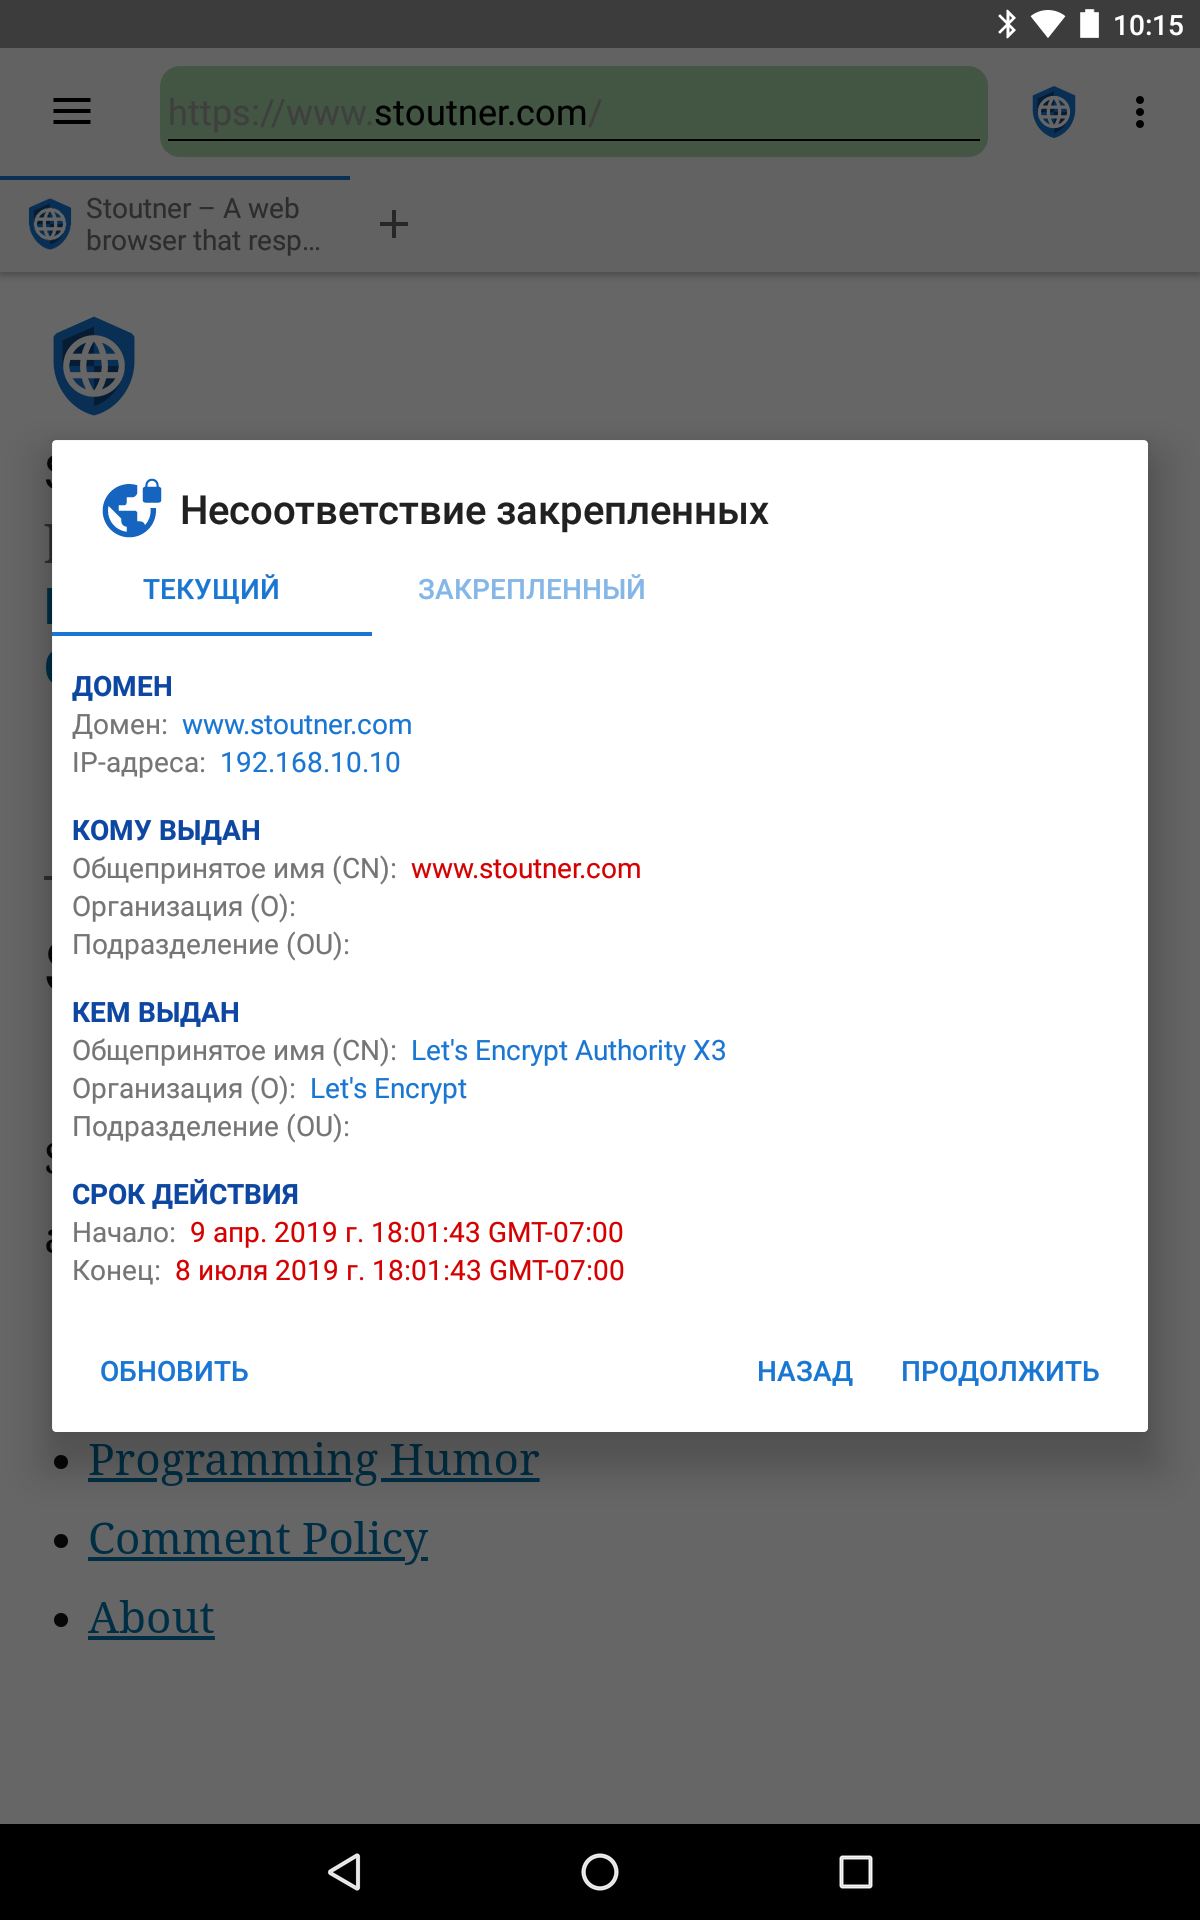 10:15
https://www.stoutner.com/
Stoutner – A web
browser that resp...
Несоответствие закрепленных
ТЕКУЩИЙ
ЗАКРЕПЛЕННЫЙ
ДОМЕН
Домен: www.stoutner.com
IP-адреса: 192.168.10.10
КОМУ ВЫДАН
Общепринятое имя (CN): www.stoutner.com
Организация (O):
Подразделение (OU):
КЕМ ВЫДАН
Общепринятое имя (CN): Let's Encrypt Authority X3
Организация (O): Let's Encrypt
Подразделение (OU):
СРОК ДЕЙСТВИЯ
Начало: 9 апр. 2019 г. 18:01:43 GMT-07:00
Конец: 8 июля 2019 г. 18:01:43 GMT-07:00
ОБНОВИТЬ
НАЗАД
ПРОДОЛЖИТЬ
Programming Humor
Comment Policy
About